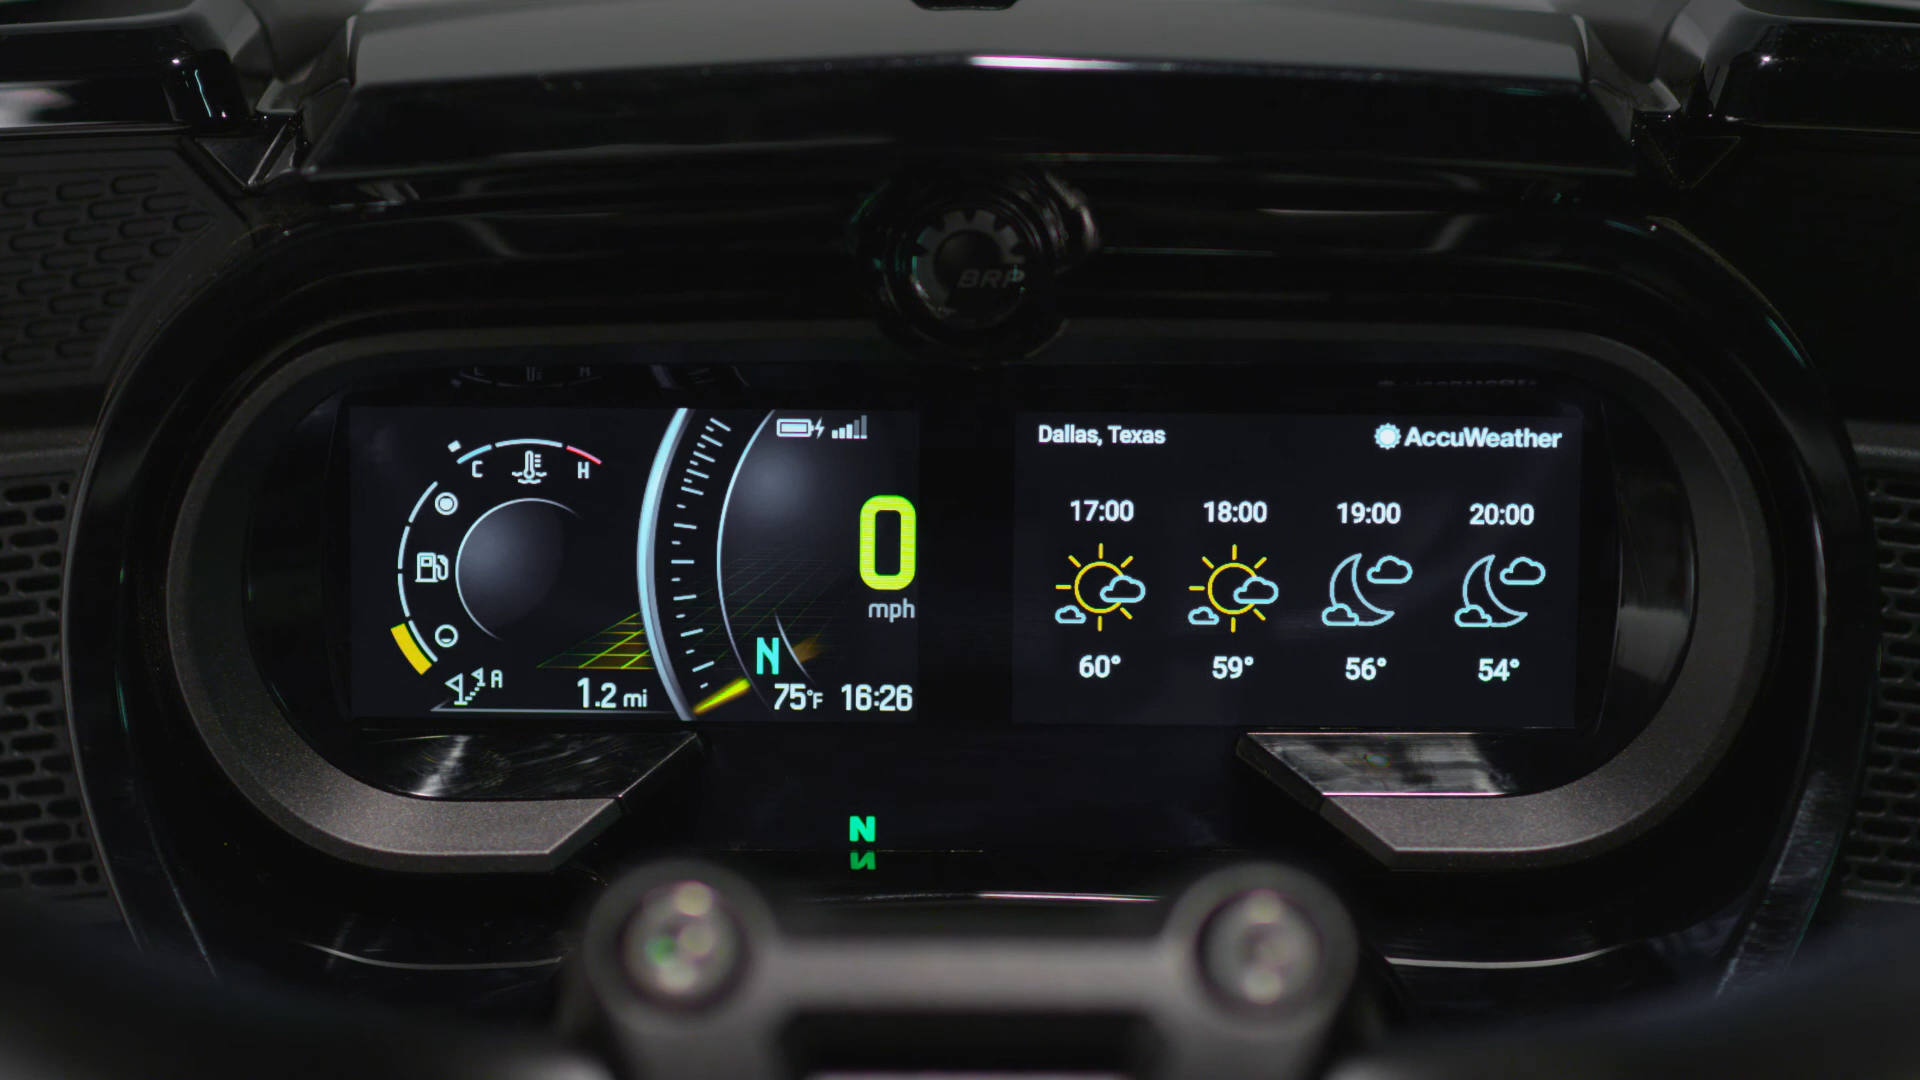 BRP
C H
0
mph
N
A
1.2 mi
75°F 16:26
Dallas, Texas
AccuWeather
17:00 18:00 19:00 20:00
60° 59° 56° 54°
N